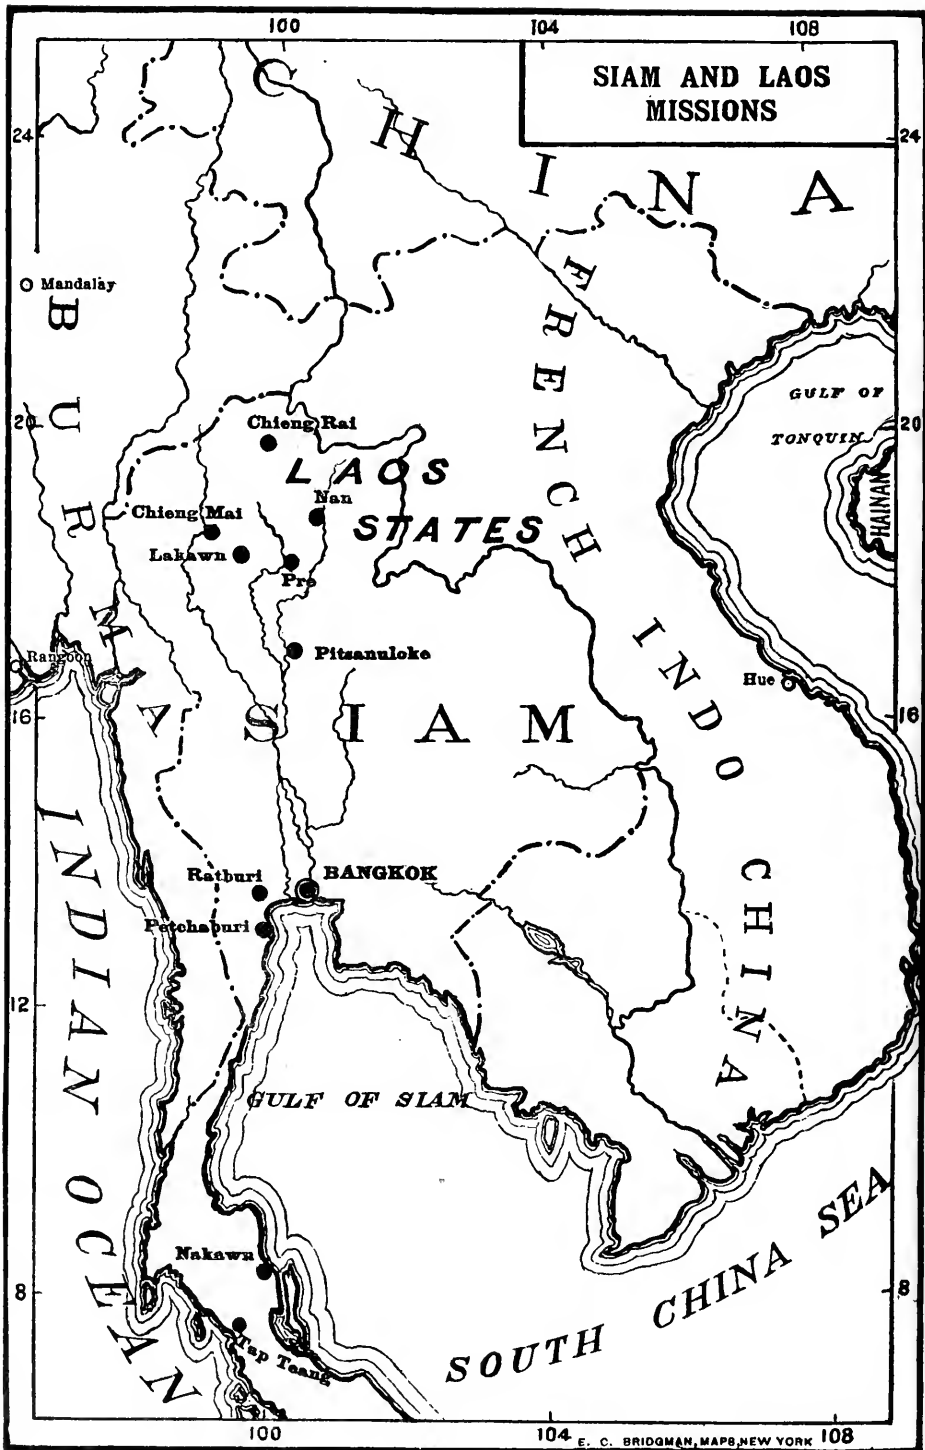 100 104 108
SIAM AND LAOS
MISSIONS
CHINA
24 24
Mandalay
BURMA
FRENCH INDO CHINA
GULF OF
TONQUIN
HAINAN
20 20
Chieng Rai
LAOS
STATES
Nan
Chieng Mai
Lakawn
Pre
Rangoon
Pitsanuloke
Hue
16 16
SIAM
INDIAN OCEAN
Ratburi
BANGKOK
Petchaburi
12 12
GULF OF SIAM
SOUTH CHINA SEA
Nakawn
8 8
Tap Teang
100 104 108
E. C. BRIDGMAN, MAPS, NEW YORK